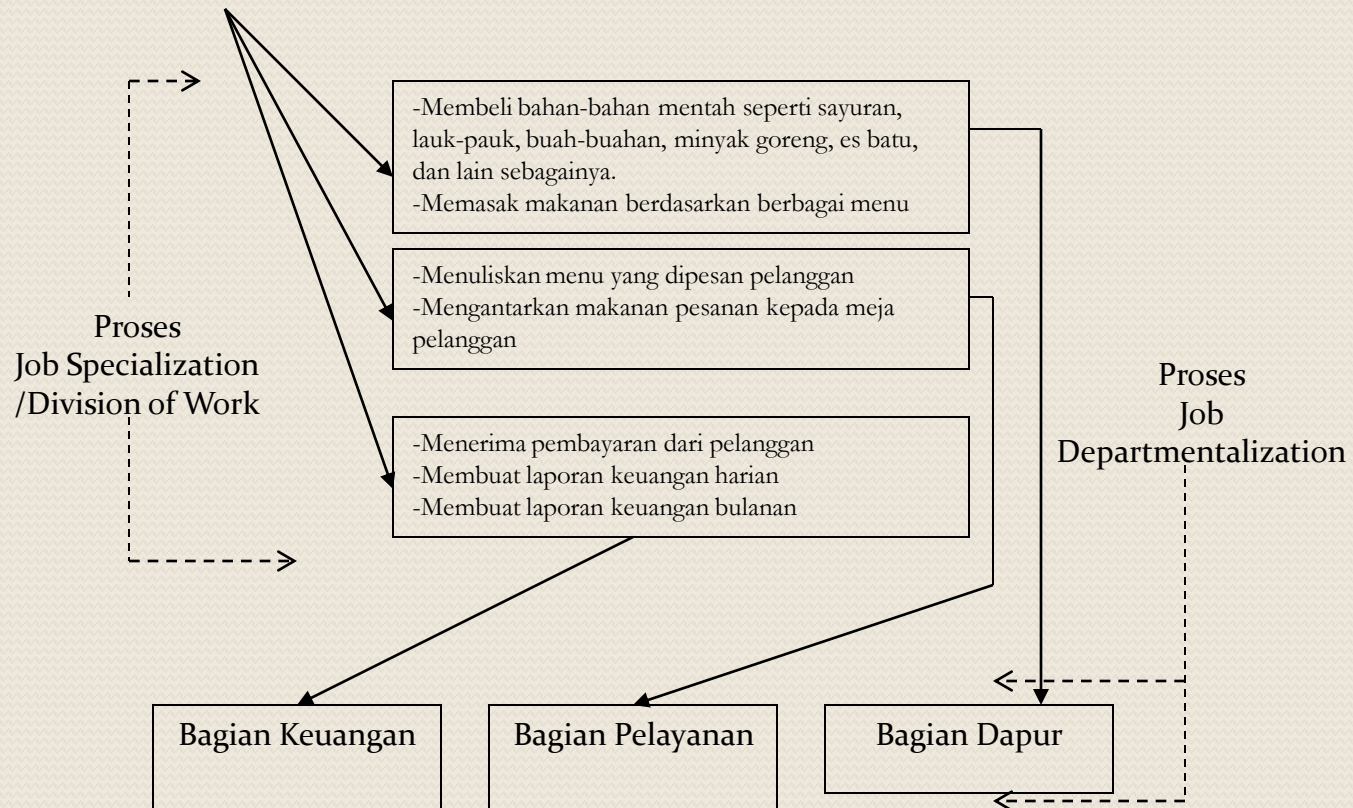 -Membeli bahan-bahan mentah seperti sayuran,
lauk-pauk, buah-buahan, minyak goreng, es batu,
dan lain sebagainya.
-Memasak makanan berdasarkan berbagai menu
-Menuliskan menu yang dipesan pelanggan
-Mengantarkan makanan pesanan kepada meja
pelanggan
Proses
Job Specialization
/Division of Work
Proses
Job
Departmentalization
-Menerima pembayaran dari pelanggan
-Membuat laporan keuangan harian
-Membuat laporan keuangan bulanan
Bagian Keuangan
Bagian Pelayanan
Bagian Dapur